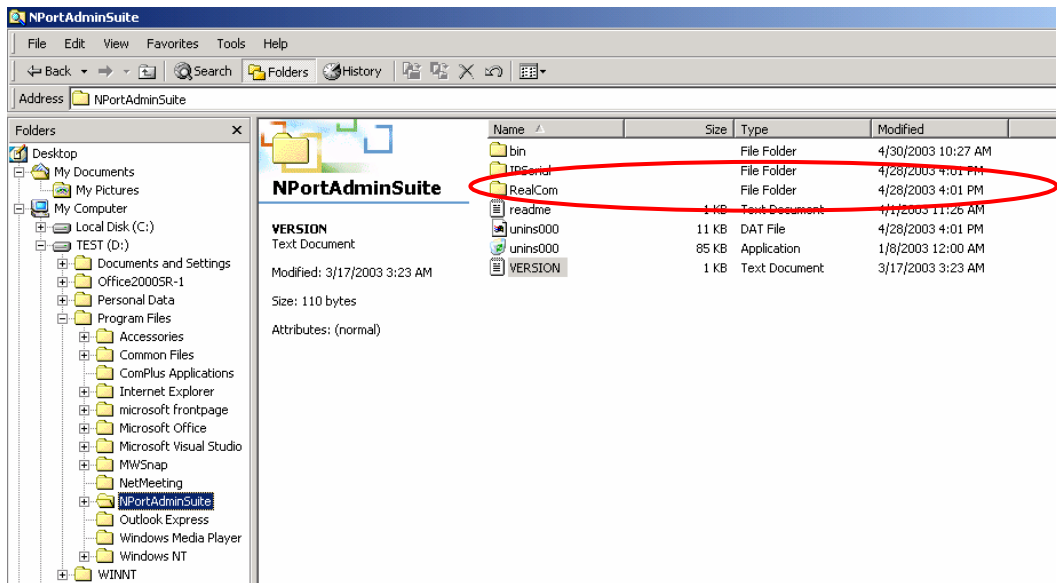 NPortAdminSuite
File Edit View Favorites Tools Help
Back Search Folders History
Address NPortAdminSuite
Folders x
Desktop
My Documents
My Pictures
My Computer
Local Disk (C:)
TEST (D:)
Documents and Settings
Office2000SR-1
Personal Data
Program Files
Accessories
Common Files
ComPlus Applications
Internet Explorer
microsoft frontpage
Microsoft Office
Microsoft Visual Studio
MWSnap
NetMeeting
NPortAdminSuite
Outlook Express
Windows Media Player
Windows NT
WINNT
NPortAdminSuite
VERSION
Text Document
Modified: 3/17/2003 3:23 AM
Size: 110 bytes
Attributes: (normal)
Name Size Type Modified
bin File Folder 4/30/2003 10:27 AM
IPSerial File Folder 4/28/2003 4:01 PM
RealCom File Folder 4/28/2003 4:01 PM
readme 1 KB Text Document 4/1/2003 11:26 AM
unins000 11 KB DAT File 4/28/2003 4:01 PM
unins000 85 KB Application 1/8/2003 12:00 AM
VERSION 1 KB Text Document 3/17/2003 3:23 AM